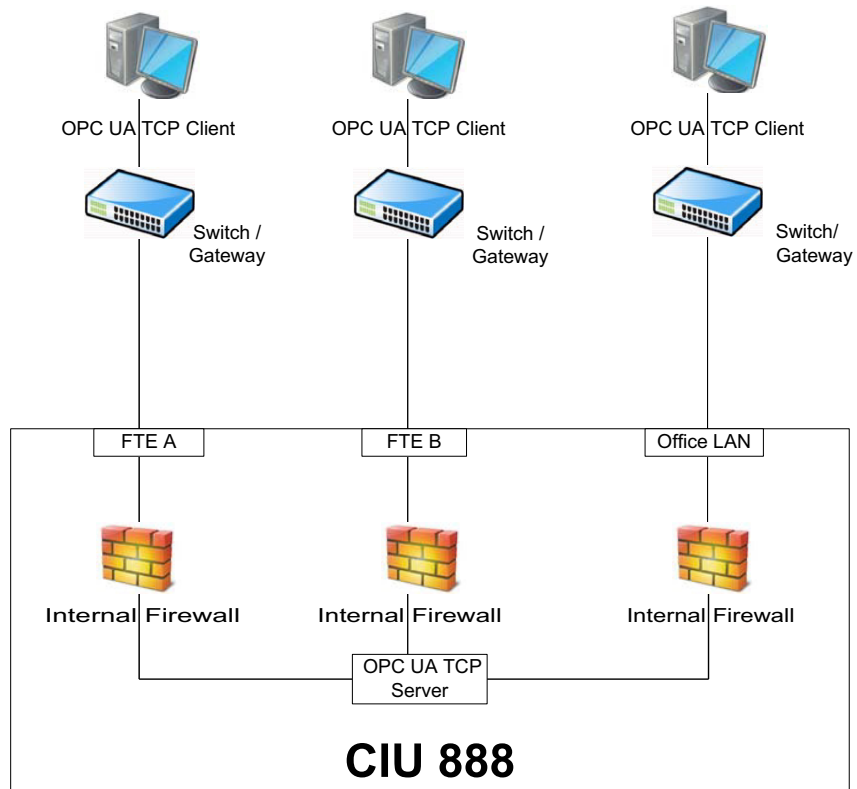 OPC UA TCP Client
OPC UA TCP Client
OPC UA TCP Client
Switch /
Gateway
Switch /
Gateway
Switch/
Gateway
FTE A
FTE B
Office LAN
Internal Firewall
Internal Firewall
Internal Firewall
OPC UA TCP
Server
CIU 888